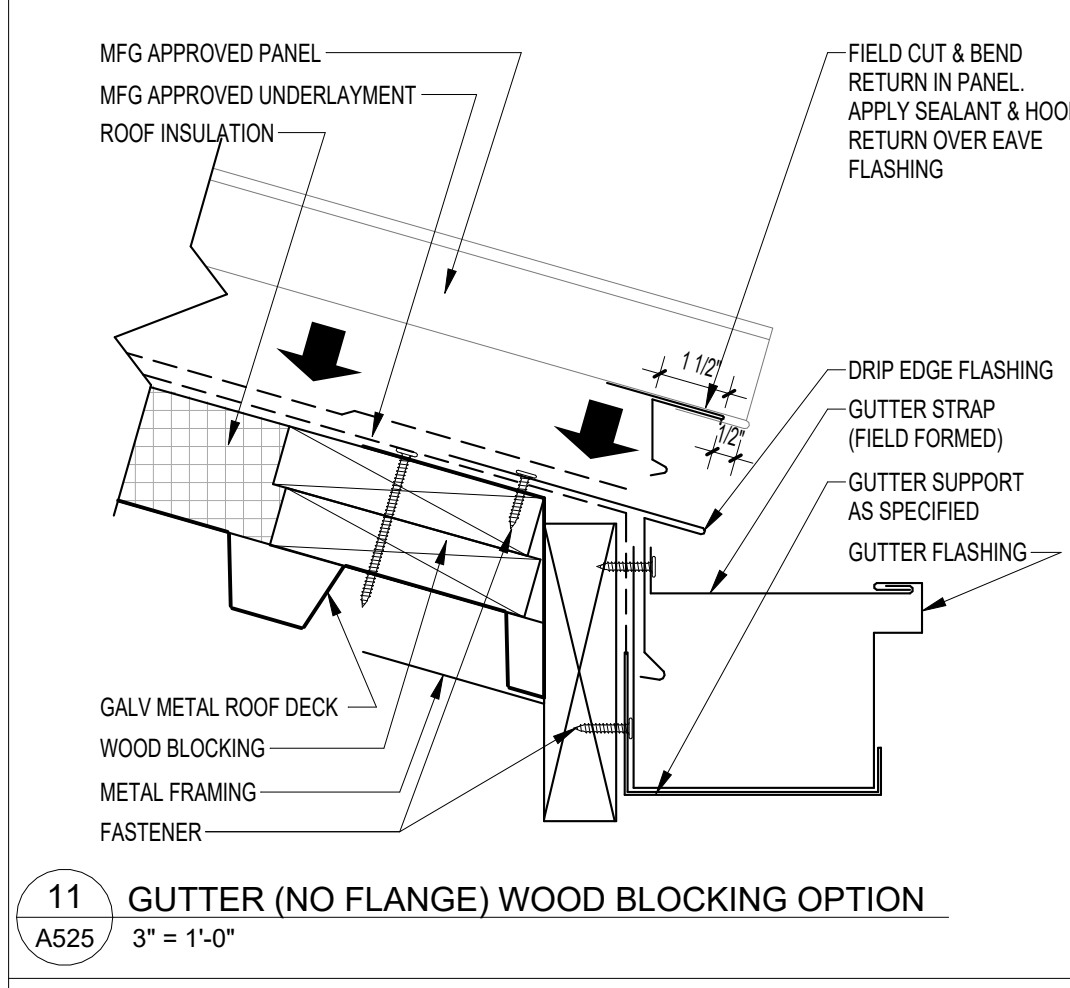 MFG APPROVED PANEL
MFG APPROVED UNDERLAYMENT
ROOF INSULATION
FIELD CUT & BEND
RETURN IN PANEL.
APPLY SEALANT &
RETURN OVER EAVE
FLASHING
1 1/2"
1/2"
DRIP EDGE FLASHING
GUTTER STRAP
(FIELD FORMED)
GUTTER SUPPORT
AS SPECIFIED
GUTTER FLASHING
GALV METAL ROOF DECK
WOOD BLOCKING
METAL FRAMING
FASTENER
11
A525
GUTTER (NO FLANGE) WOOD BLOCKING OPTION
3" = 1'-0"